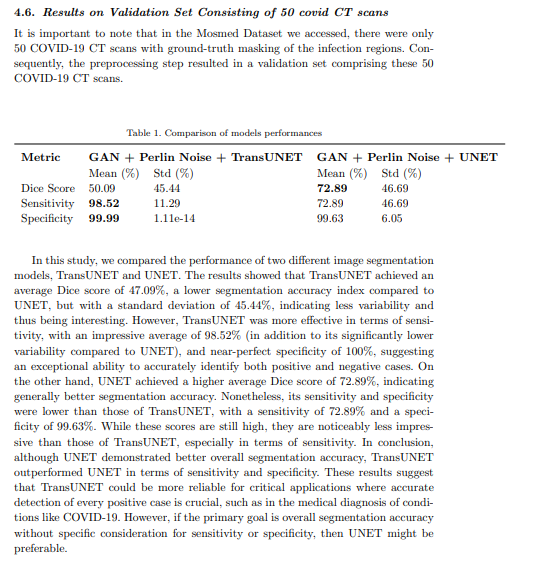 4.6. Results on Validation Set Consisting of 50 covid CT scans
It is important to note that in the Mosmed Dataset we accessed, there were only
50 COVID-19 CT scans with ground-truth masking of the infection regions. Con-
sequently, the preprocessing step resulted in a validation set comprising these 50
COVID-19 CT scans.
Table 1. Comparison of models performances
Metric GAN + Perlin Noise + TransUNET GAN + Perlin Noise + UNET
Mean (%) Std (%) Mean (%) Std (%)
Dice Score 50.09 45.44 72.89 46.69
Sensitivity 98.52 11.29 72.89 46.69
Specificity 99.99 1.11e-14 99.63 6.05
In this study, we compared the performance of two different image segmentation
models, TransUNET and UNET. The results showed that TransUNET achieved an
average Dice score of 47.09%, a lower segmentation accuracy index compared to
UNET, but with a standard deviation of 45.44%, indicating less variability and
thus being interesting. However, TransUNET was more effective in terms of sensi-
tivity, with an impressive average of 98.52% (in addition to its significantly lower
variability compared to UNET), and near-perfect specificity of 100%, suggesting
an exceptional ability to accurately identify both positive and negative cases. On
the other hand, UNET achieved a higher average Dice score of 72.89%, indicating
generally better segmentation accuracy. Nonetheless, its sensitivity and specificity
were lower than those of TransUNET, with a sensitivity of 72.89% and a speci-
ficity of 99.63%. While these scores are still high, they are noticeably less impres-
sive than those of TransUNET, especially in terms of sensitivity. In conclusion,
although UNET demonstrated better overall segmentation accuracy, TransUNET
outperformed UNET in terms of sensitivity and specificity. These results suggest
that TransUNET could be more reliable for critical applications where accurate
detection of every positive case is crucial, such as in the medical diagnosis of condi-
tions like COVID-19. However, if the primary goal is overall segmentation accuracy
without specific consideration for sensitivity or specificity, then UNET might be
preferable.